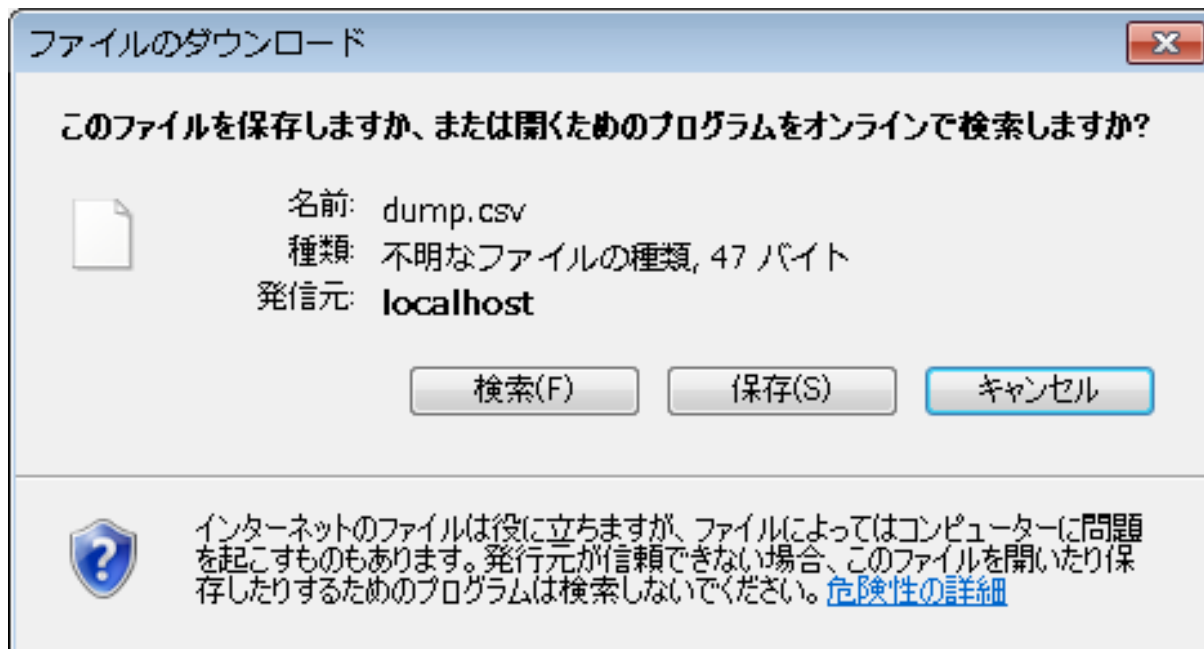 ファイルのダウンロード
このファイルを保存しますか、または開くためのプログラムをオンラインで検索しますか?
名前: dump.csv
種類: 不明なファイルの種類, 47 バイト
発信元: localhost
検索(F) 保存(S) キャンセル
インターネットのファイルは役に立ちますが、ファイルによってはコンピューターに問題
を起こすものもあります。発行元が信頼できない場合、このファイルを開いたり保
存したりするためのプログラムは検索しないでください。危険性の詳細